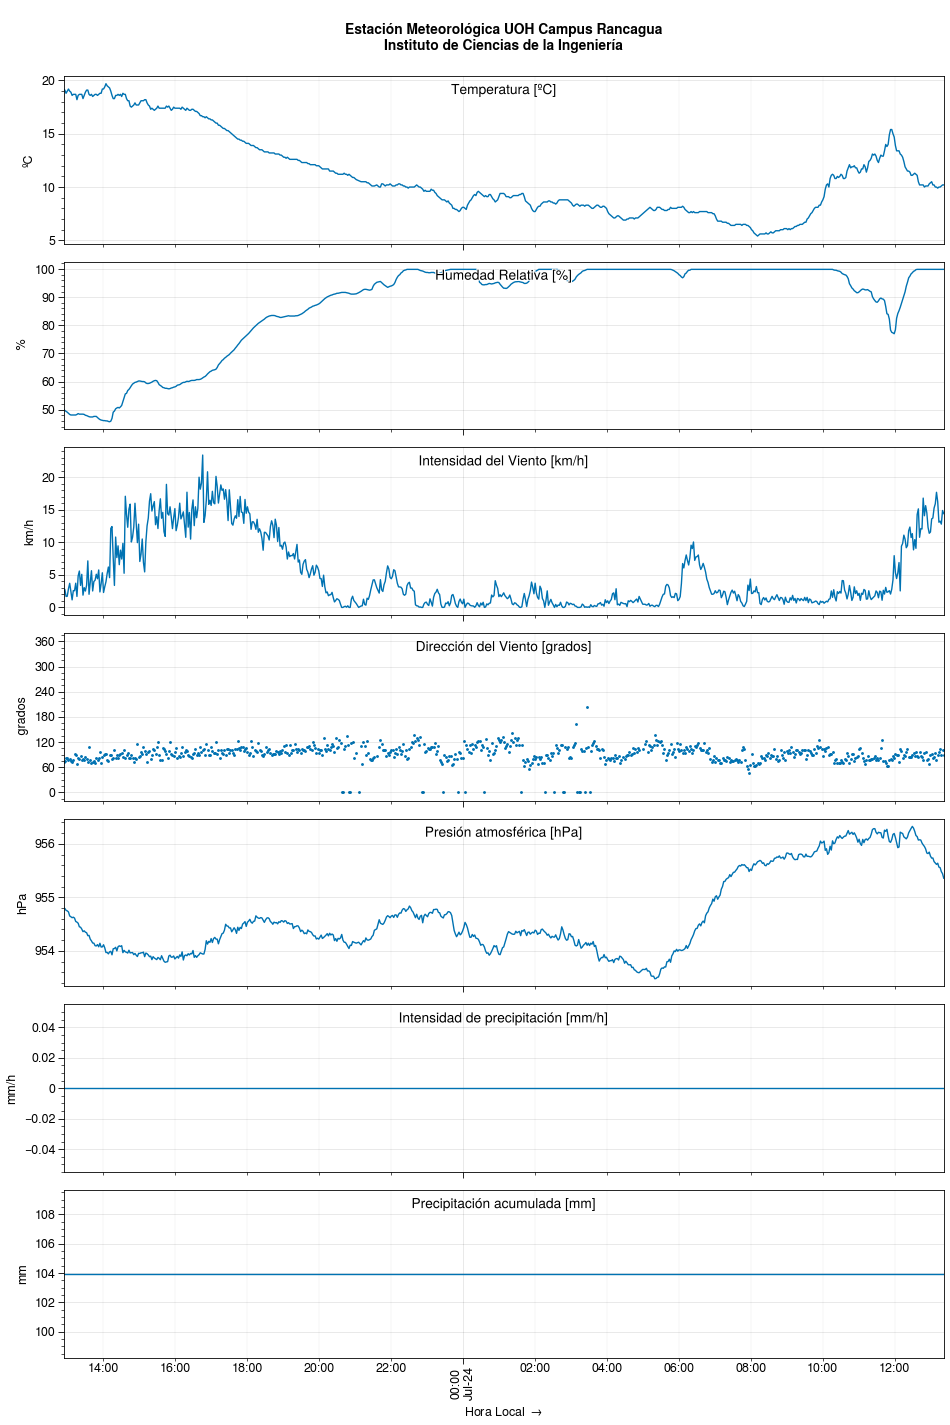 Estación Meteorológica UOH Campus Rancagua
Instituto de Ciencias de la Ingeniería
Temperatura [ºC]
ºC
20
15
10
5
Humedad Relativa [%]
%
100
90
80
70
60
50
Intensidad del Viento [km/h]
km/h
20
15
10
5
0
Dirección del Viento [grados]
grados
360
300
240
180
120
60
0
Presión atmosférica [hPa]
hPa
956
955
954
Intensidad de precipitación [mm/h]
mm/h
0.04
0.02
0
−0.02
−0.04
Precipitación acumulada [mm]
mm
108
106
104
102
100
14:00 16:00 18:00 20:00 22:00 00:00 02:00 04:00 06:00 08:00 10:00 12:00
Jul-24
Hora Local →